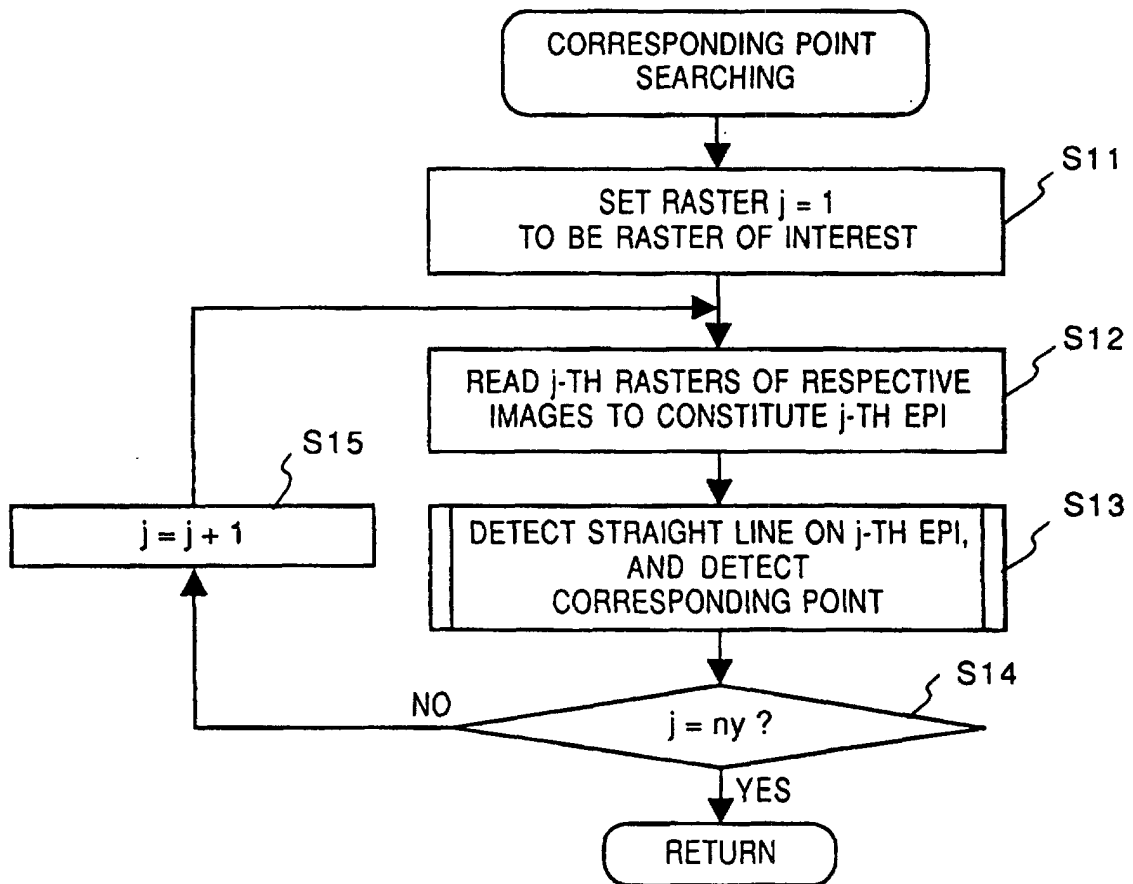 CORRESPONDING POINT
SEARCHING
S11
SET RASTER j = 1
TO BE RASTER OF INTEREST
S12
READ j-TH RASTERS OF RESPECTIVE
IMAGES TO CONSTITUTE j-TH EPI
S15
j = j + 1
S13
DETECT STRAIGHT LINE ON j-TH EPI,
AND DETECT
CORRESPONDING POINT
S14
NO
j = ny ?
YES
RETURN